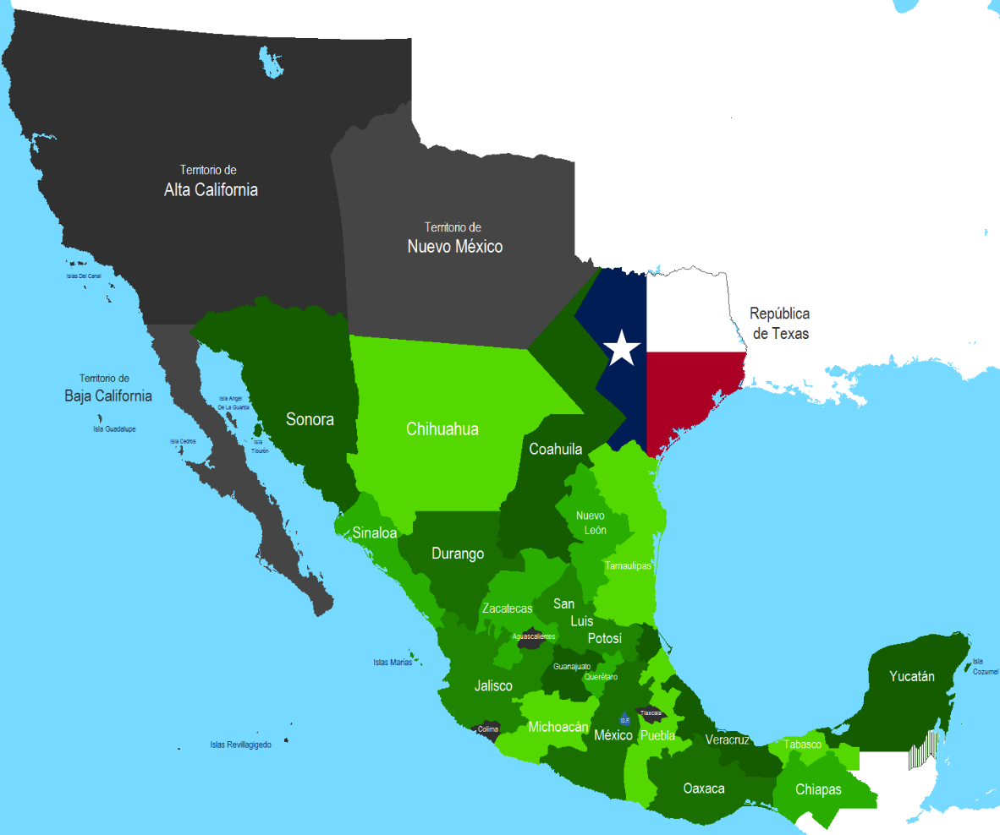 Territorio de
Alta California
Territorio de
Nuevo México
Islas Del Canal
República
de Texas
Territorio de
Baja California
Isla Angel
De La Guarda
Isla Guadalupe
Isla Cedros
Isla
Tiburón
Sonora
Chihuahua
Coahuila
Nuevo
León
Sinaloa
Durango
Tamaulipas
Zacatecas
San
Luis
Potosí
Aguascalientes
Islas Marías
Guanajuato
Querétaro
Jalisco
Yucatán
Isla
Cozumel
Colima
Michoacán
México
D.F.
Tlaxcala
Puebla
Veracruz
Tabasco
Islas Revillagigedo
Oaxaca
Chiapas